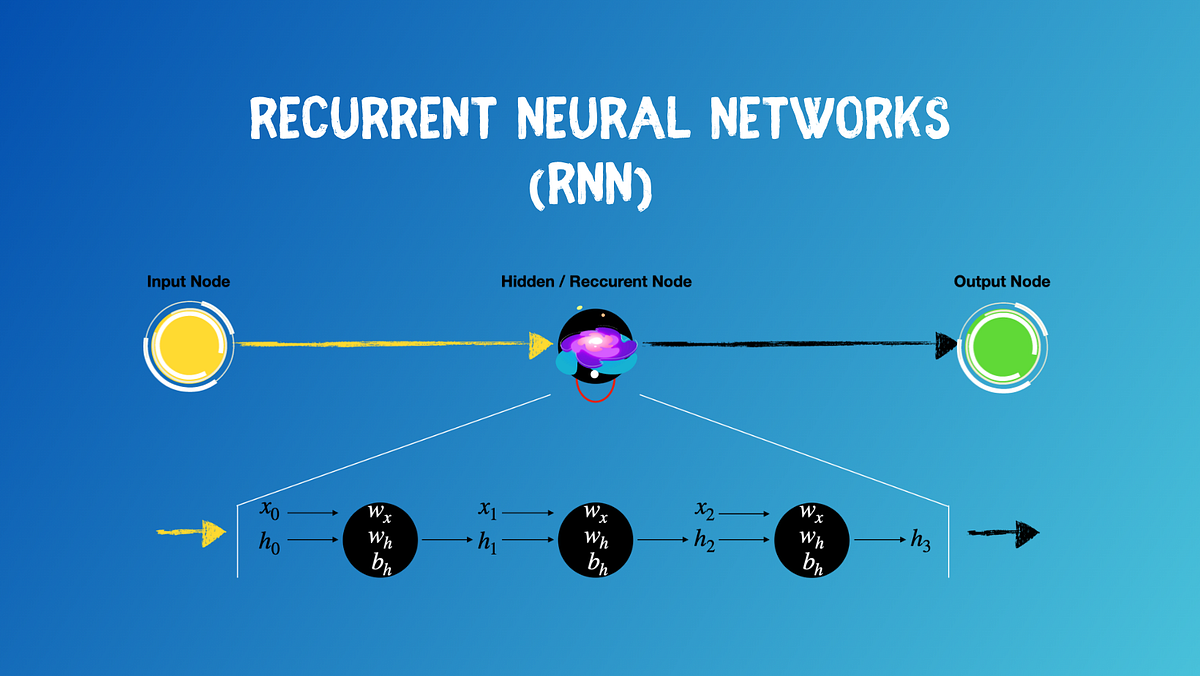 RECURRENT NEURAL NETWORKS
(RNN)
Input Node
Hidden / Reccurent Node
Output Node
x₀ wₓ x₁ wₓ x₂ wₓ
h₀ wₕ h₁ wₕ h₂ wₕ h₃
bₕ bₕ bₕ